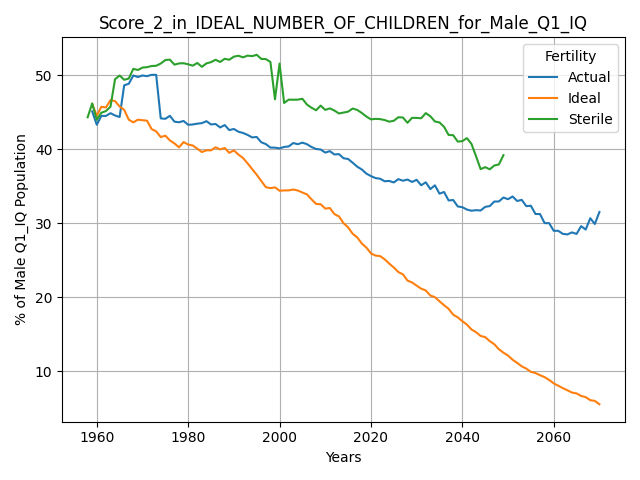 Score_2_in_IDEAL_NUMBER_OF_CHILDREN_for_Male_Q1_IQ
Fertility
Actual
Ideal
Sterile
% of Male Q1_IQ Population
50
40
30
20
10
1960 1980 2000 2020 2040 2060
Years